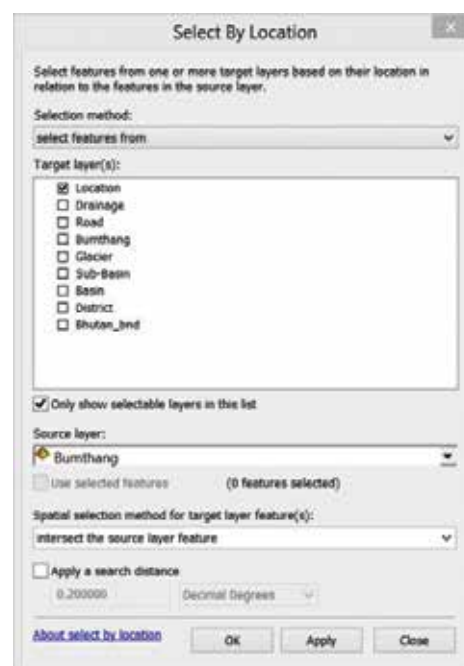 Select By Location
Select features from one or more target layers based on their location in
relation to the features in the source layer.
Selection method:
select features from
Target layer(s):
Location
Drainage
Road
Bumthang
Glacier
Sub-Basin
Basin
District
Bhutan_bnd
Only show selectable layers in this list
Source layer:
Bumthang
Use selected features (0 features selected)
Spatial selection method for target layer feature(s):
intersect the source layer feature
Apply a search distance
0.200000 Decimal Degrees
About select by location OK Apply Close